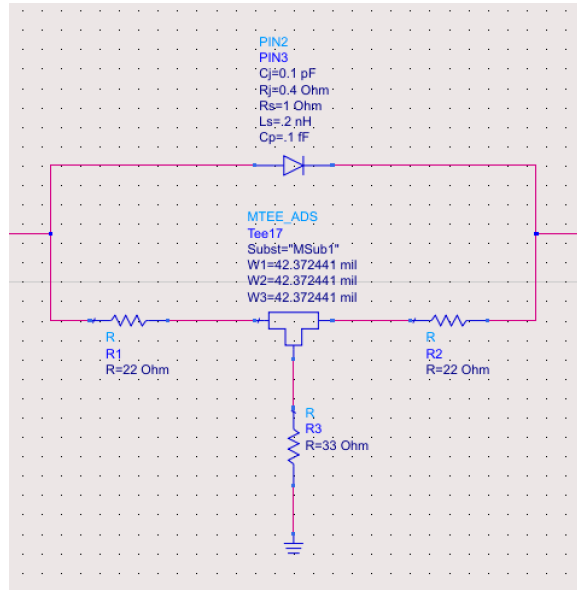 PIN2
PIN3
Cj=0.1 pF
Rj=0.4 Ohm
Rs=1 Ohm
Ls=.2 nH
Cp=.1 fF
MTEE_ADS
Tee17
Subst="MSub1"
W1=42.372441 mil
W2=42.372441 mil
W3=42.372441 mil
R
R1
R=22 Ohm
R
R2
R=22 Ohm
R
R3
R=33 Ohm